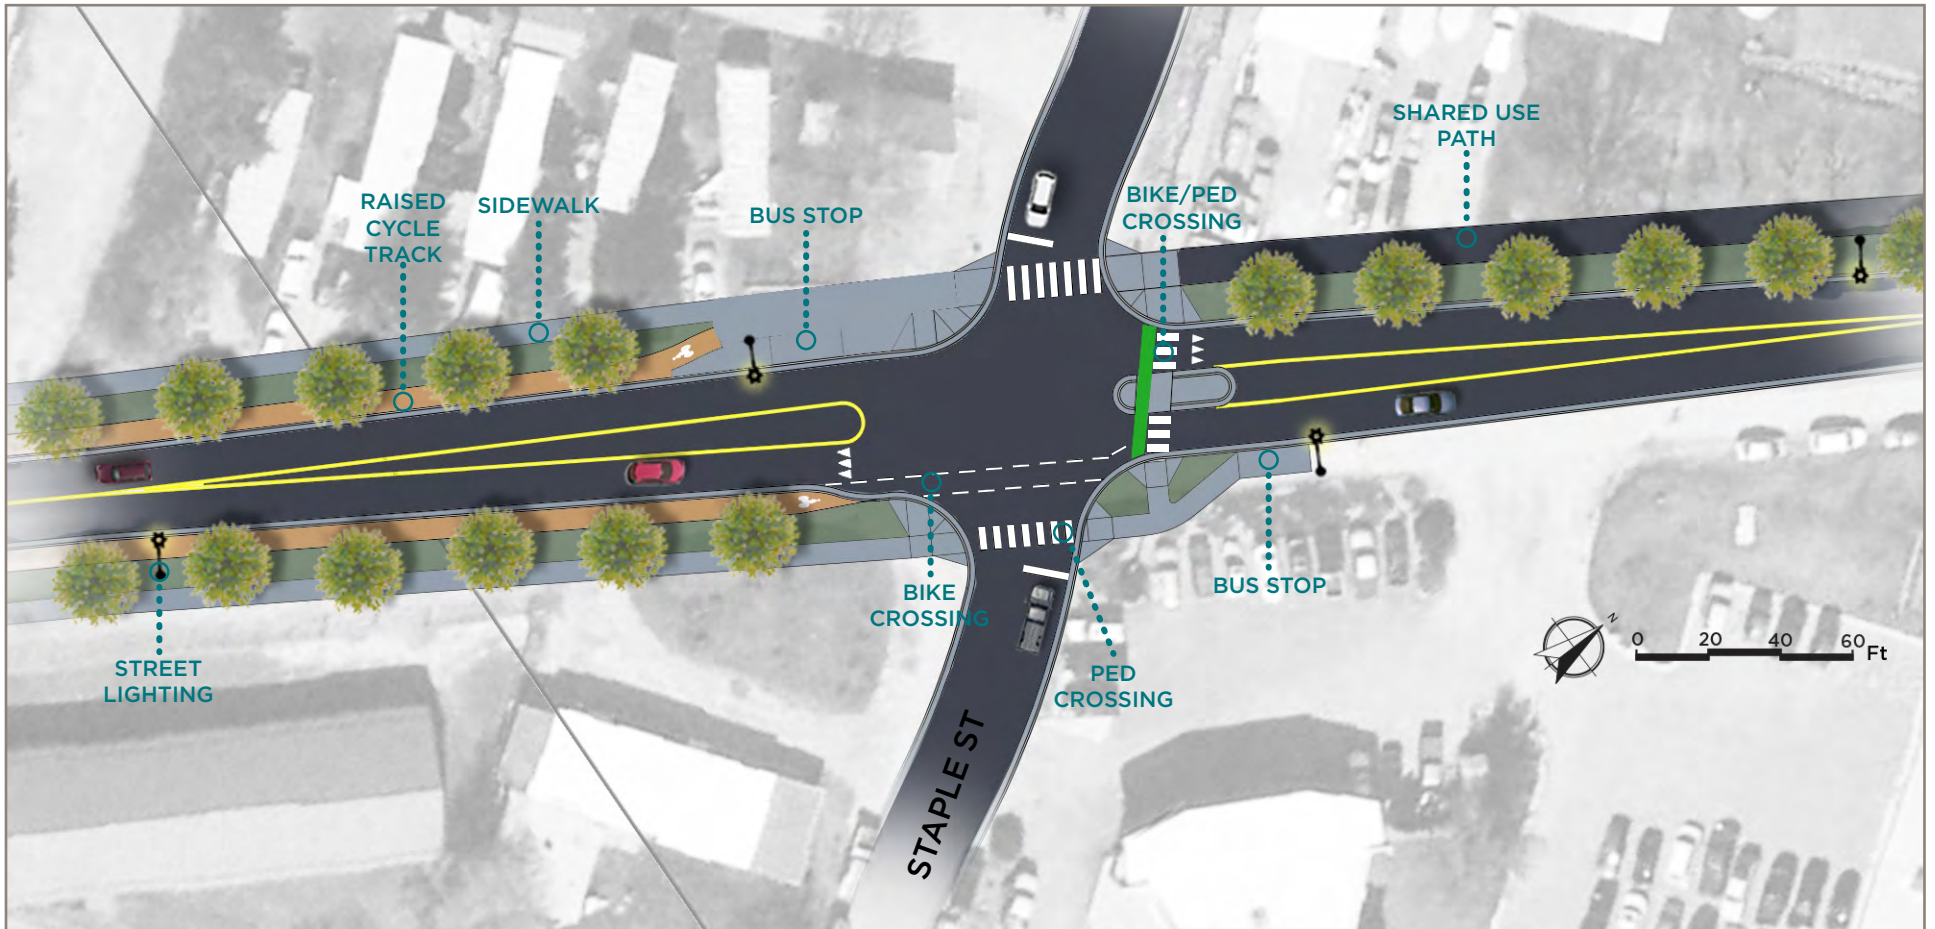 SHARED USE
PATH
RAISED
CYCLE
TRACK
SIDEWALK
BUS STOP
BIKE/PED
CROSSING
BIKE
CROSSING
BUS STOP
PED
CROSSING
STREET
LIGHTING
STAPLE ST
N
0 20 40 60 Ft